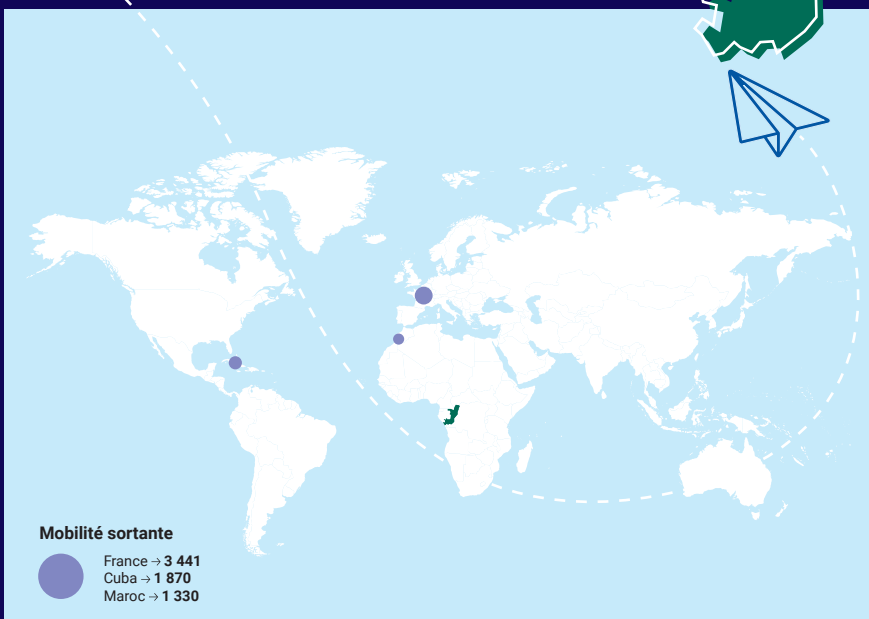 Mobilité sortante
France → 3 441
Cuba → 1 870
Maroc → 1 330